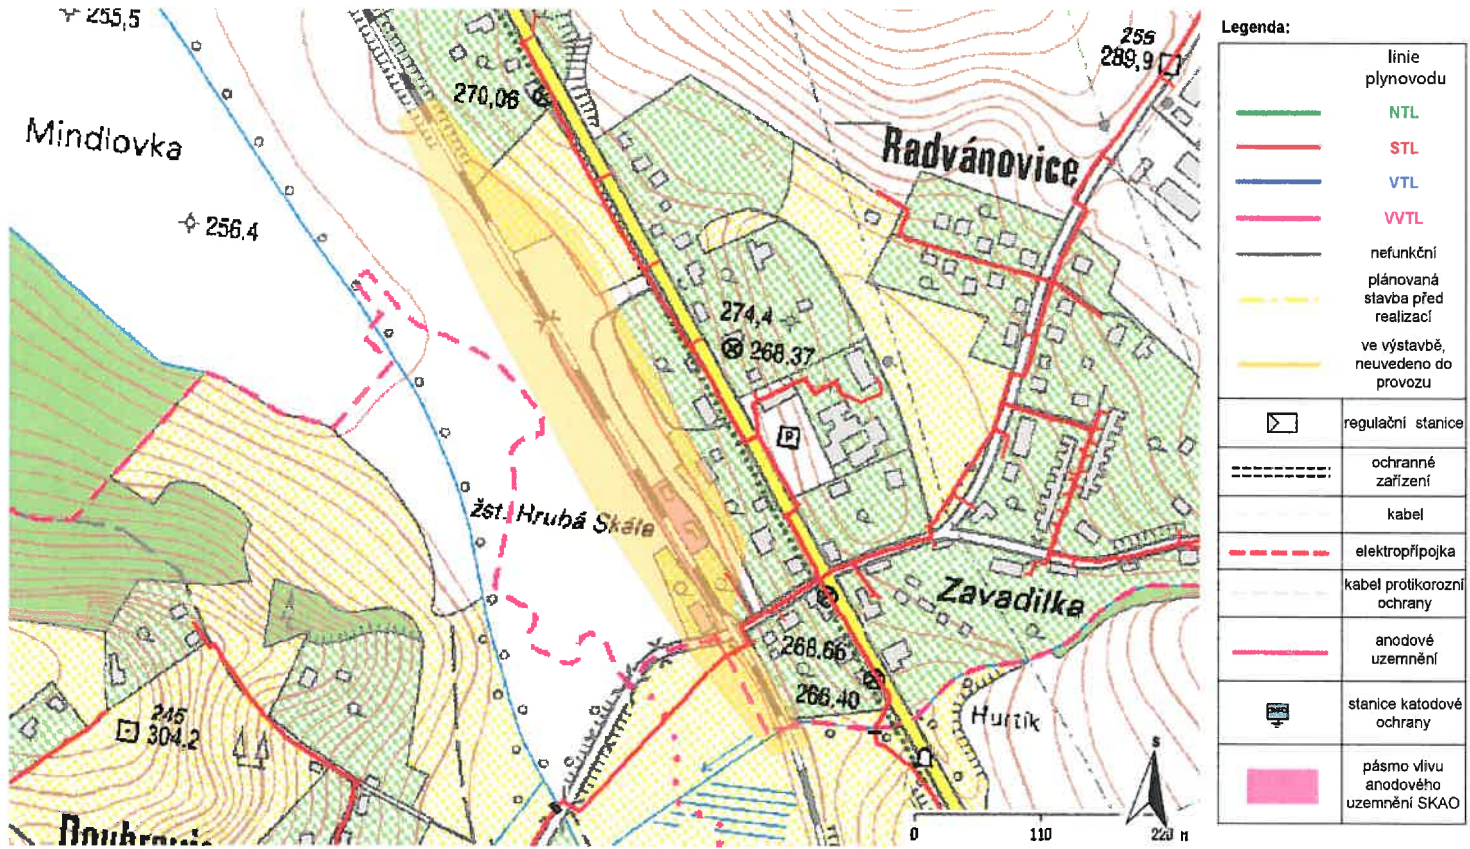 255,5
Mindlovka
256,4
270,06
255
289,9
Radvánovice
274,4
268.37
P
žst. Hrubá Skála
Zavadilka
268.66
266.40
Hurtík
245
304.2
S
0 110 220 m
Legenda:
linie
plynovodu
NTL
STL
VTL
VVTL
nefunkční
plánovaná
stavba před
realizací
ve výstavbě,
neuvedeno do
provozu
regulační stanice
ochranné
zařízení
kabel
elektropřípojka
kabel protikorozní
ochrany
anodové
uzemnění
stanice katodové
ochrany
pásmo vlivu
anodového
uzemnění SKAO